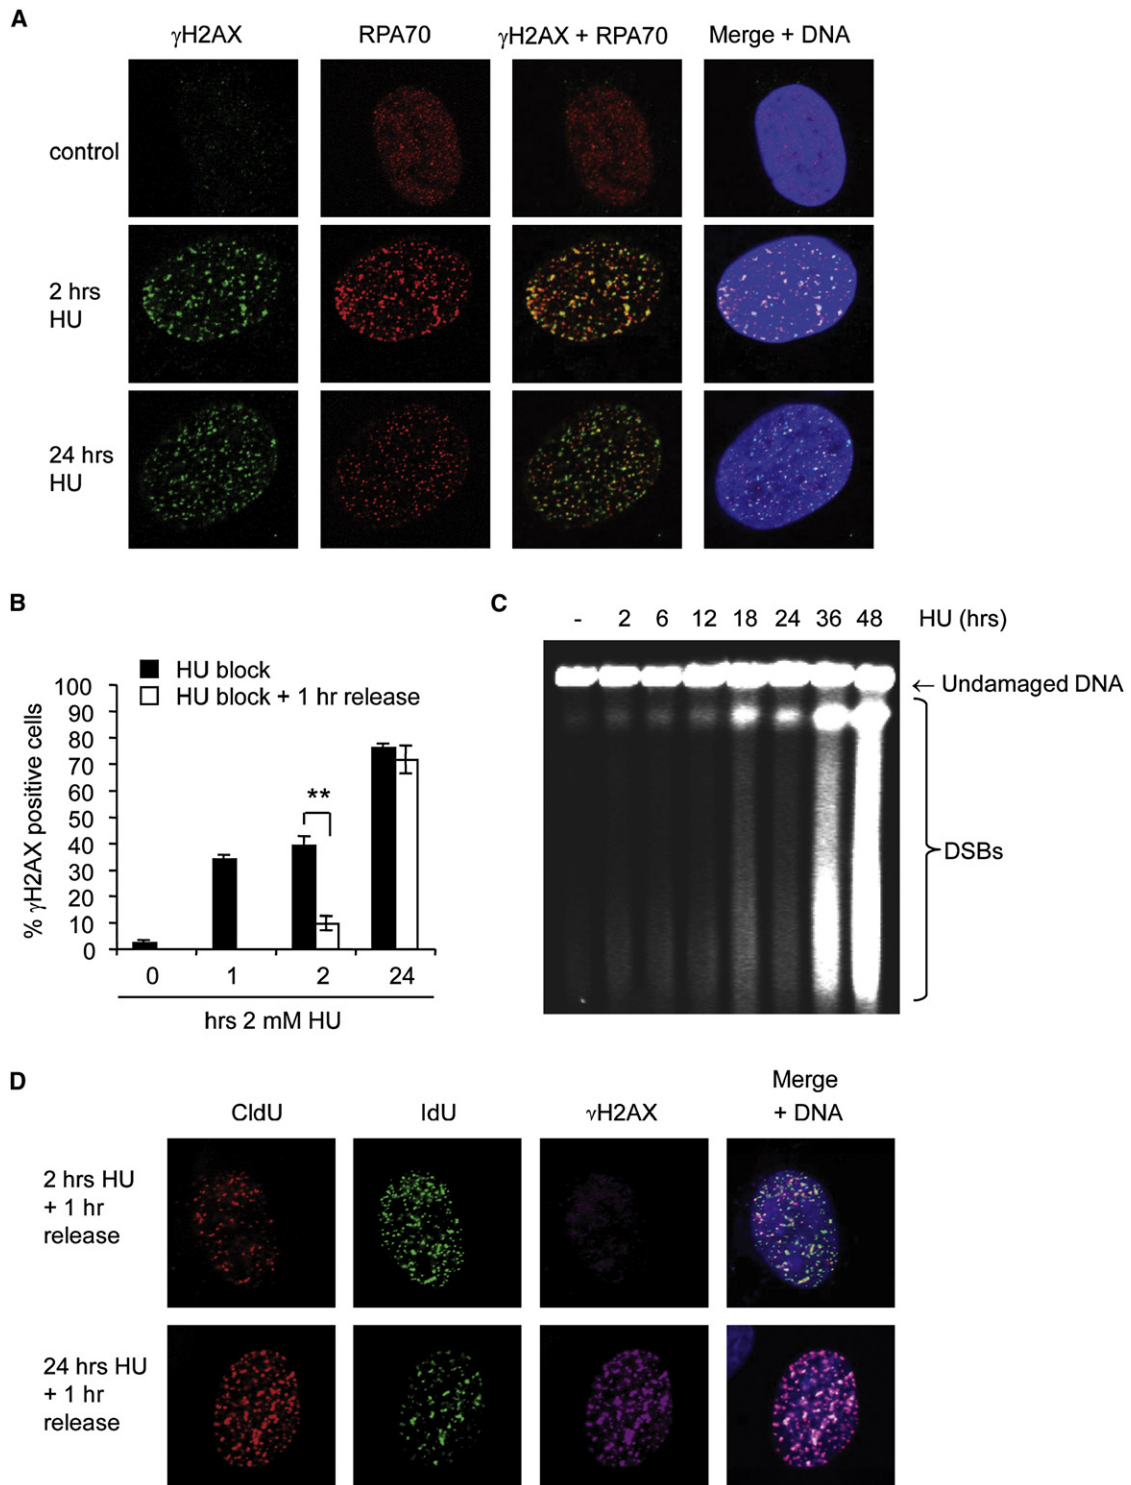 A
γH2AX RPA70 γH2AX + RPA70 Merge + DNA
control
2 hrs
HU
24 hrs
HU
B
HU block
HU block + 1 hr release
% γH2AX positive cells
100
90
80
70
60
50
40
30
20
10
0
**
0 1 2 24
hrs 2 mM HU
C
- 2 6 12 18 24 36 48 HU (hrs)
← Undamaged DNA
DSBs
D
CldU IdU γH2AX Merge
+ DNA
2 hrs HU
+ 1 hr
release
24 hrs HU
+ 1 hr
release